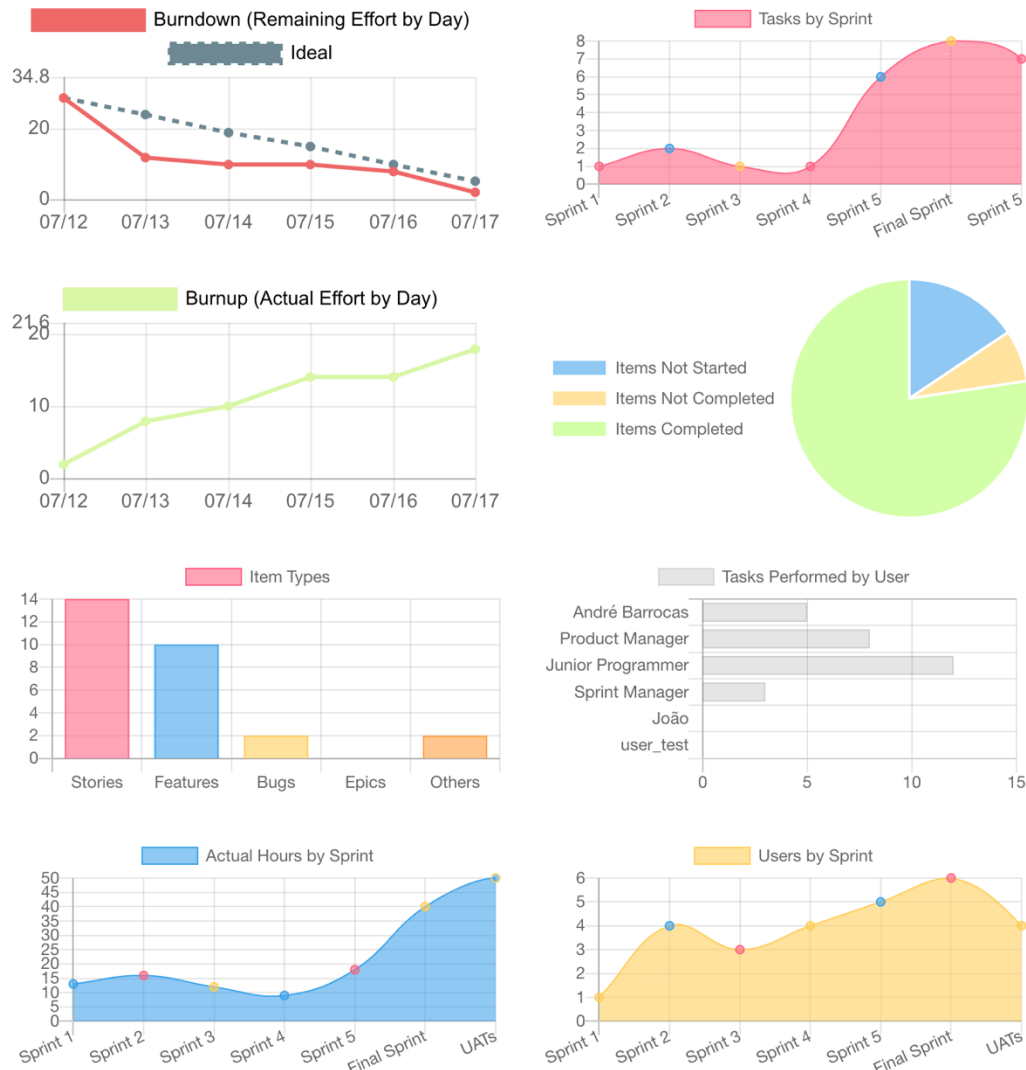 Burndown (Remaining Effort by Day)
Ideal
34.8
20
0
07/12 07/13 07/14 07/15 07/16 07/17
Tasks by Sprint
8
7
6
5
4
3
2
1
0
Sprint 1 Sprint 2 Sprint 3 Sprint 4 Sprint 5 Final Sprint Sprint 5
Burnup (Actual Effort by Day)
21.6
20
10
0
07/12 07/13 07/14 07/15 07/16 07/17
Items Not Started
Items Not Completed
Items Completed
Item Types
14
12
10
8
6
4
2
0
Stories Features Bugs Epics Others
Tasks Performed by User
André Barrocas
Product Manager
Junior Programmer
Sprint Manager
João
user_test
0 5 10 15
Actual Hours by Sprint
50
45
40
35
30
25
20
15
10
5
0
Sprint 1 Sprint 2 Sprint 3 Sprint 4 Sprint 5 Final Sprint UATs
Users by Sprint
6
5
4
3
2
1
0
Sprint 1 Sprint 2 Sprint 3 Sprint 4 Sprint 5 Final Sprint UATs